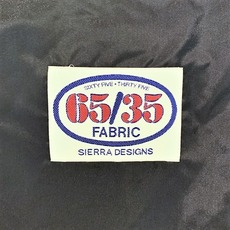 SIXTY FIVE • THIRTY FIVE
65/35
FABRIC
SIERRA DESIGNS